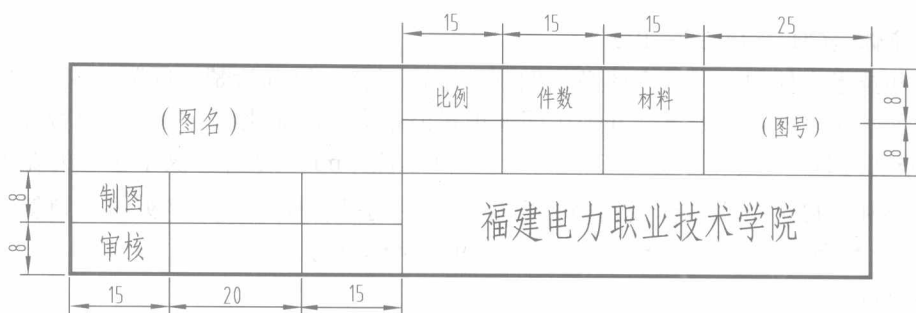 15 15 15 25
比例 件数 材料
(图名) (图号)
8
8
8 制图
8 审核
福建电力职业技术学院
15 20 15